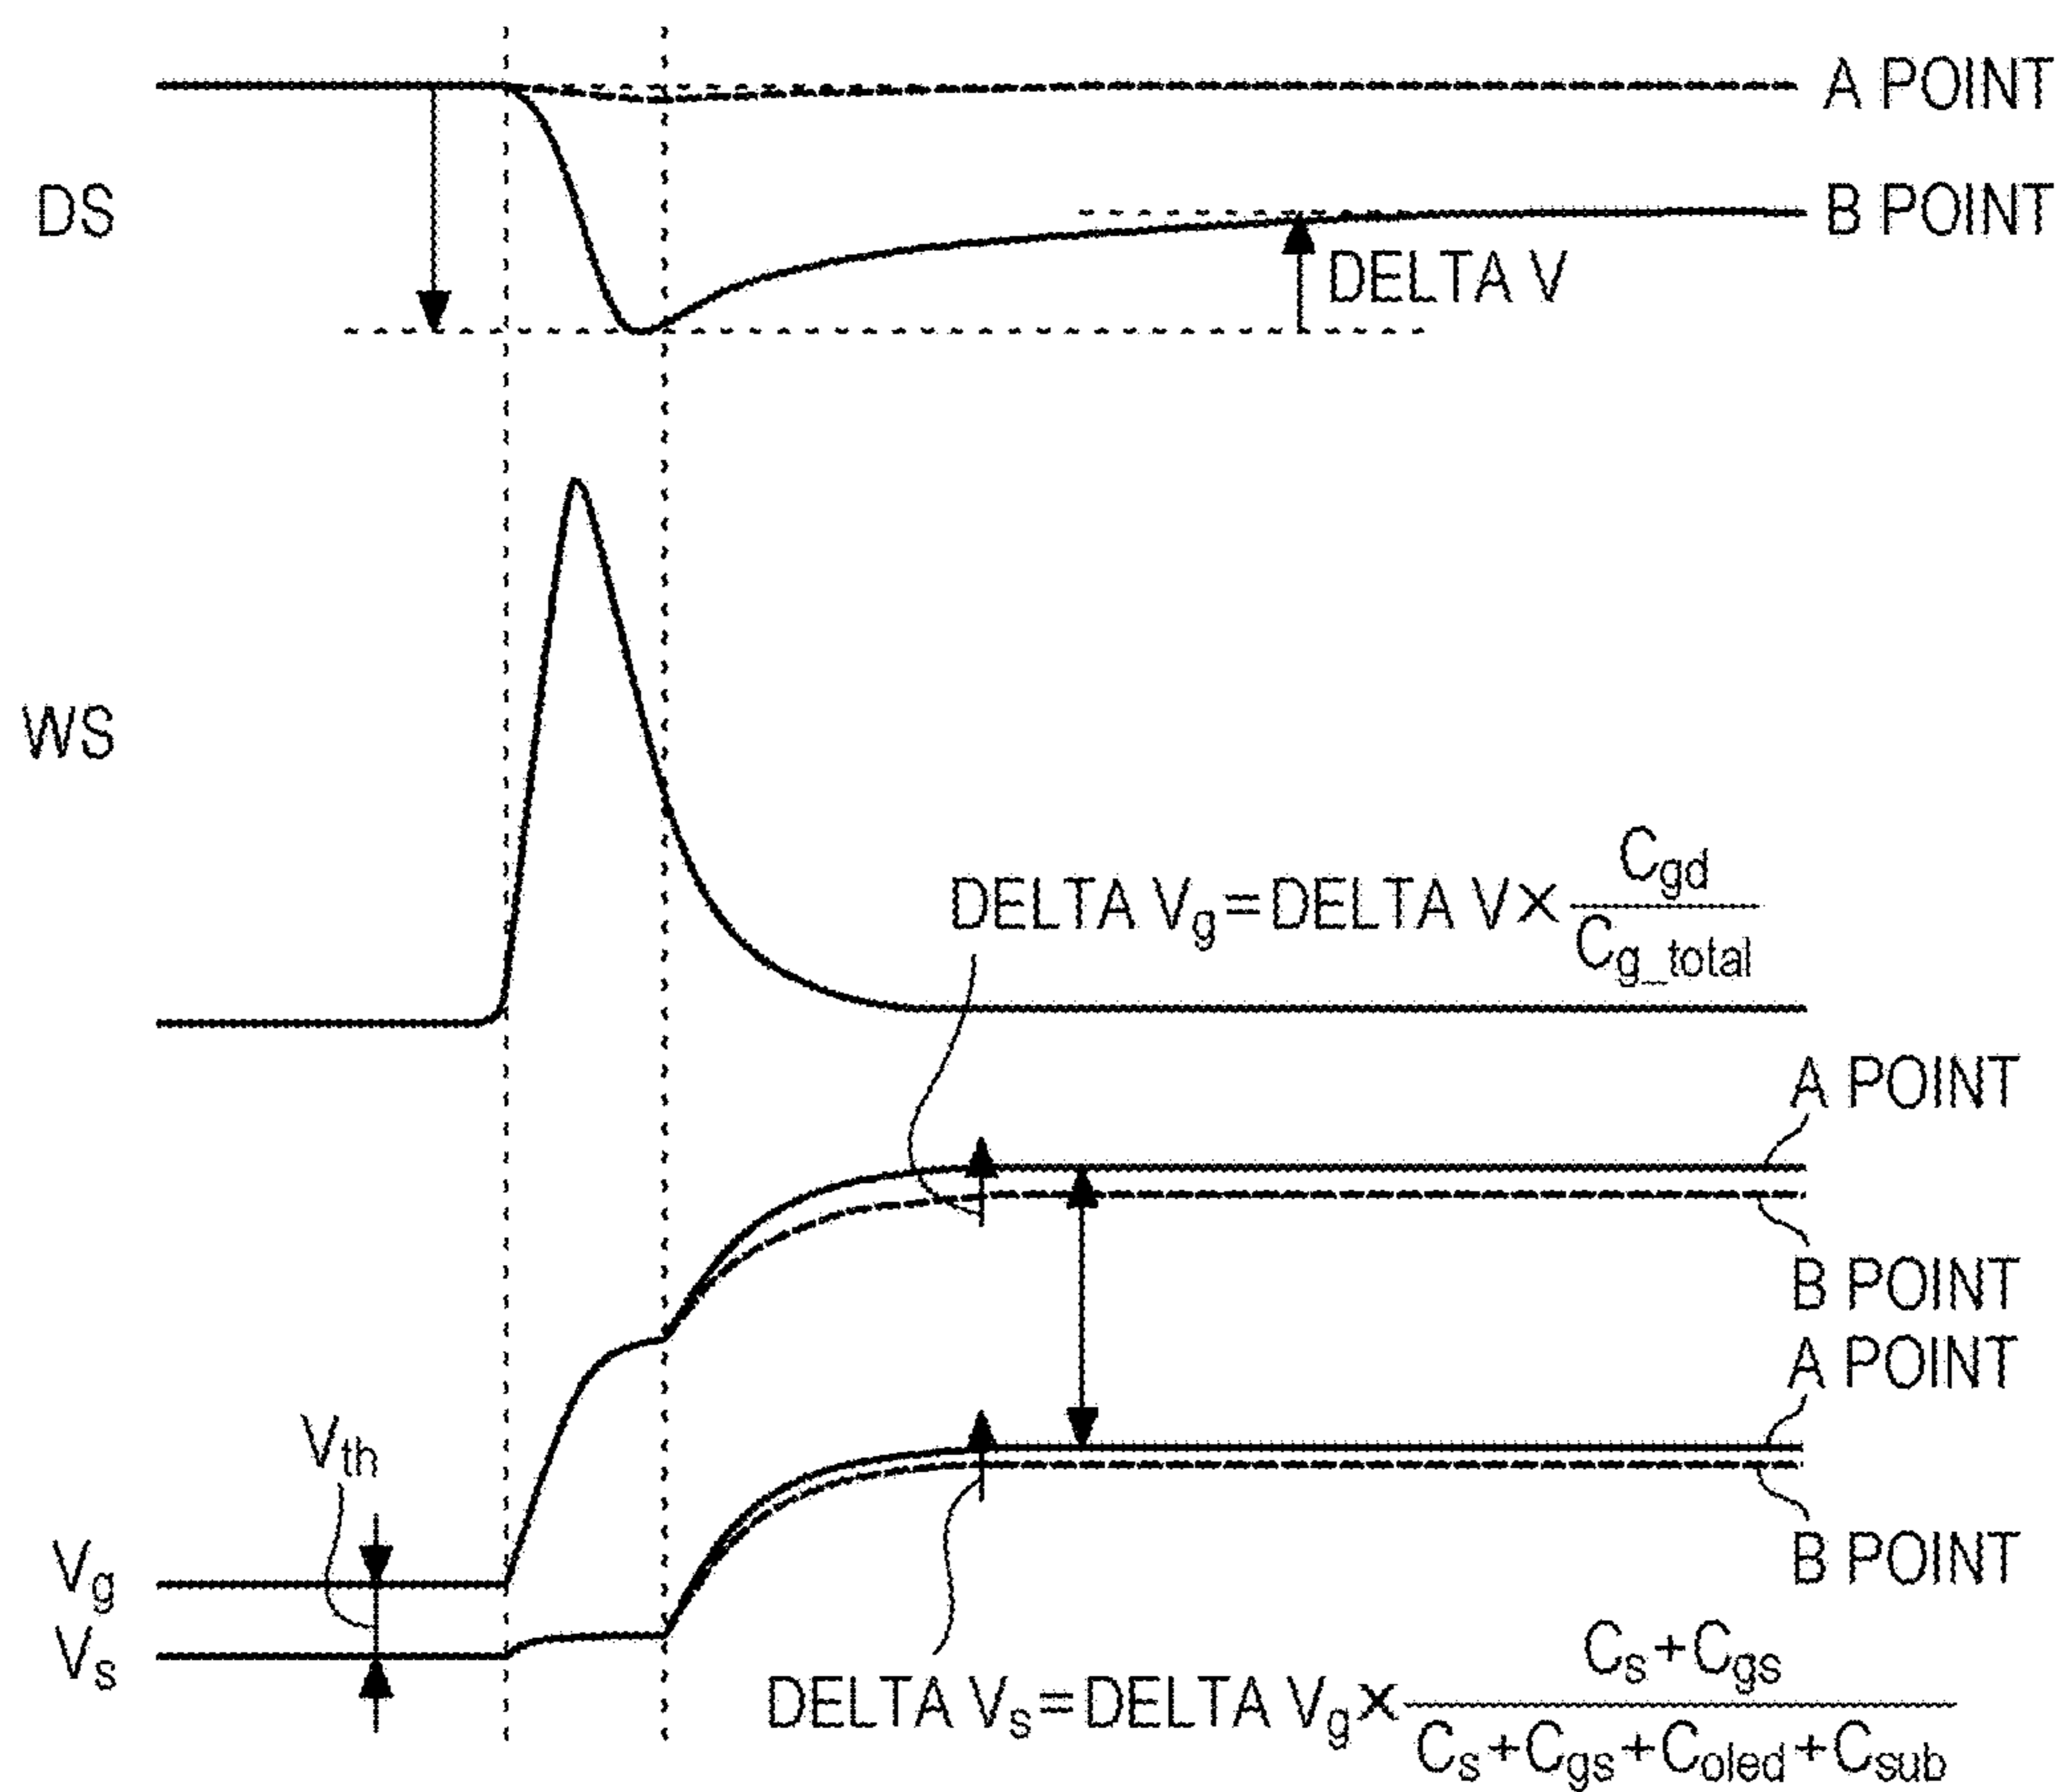 A POINT
DS
B POINT
DELTA V
WS
DELTA Vg=DELTA V×Cgd/Cg_total
A POINT
B POINT
A POINT
Vth
B POINT
Vg
Vs
DELTA Vs=DELTA Vg×Cs+Cgs/Cs+Cgs+Coled+Csub